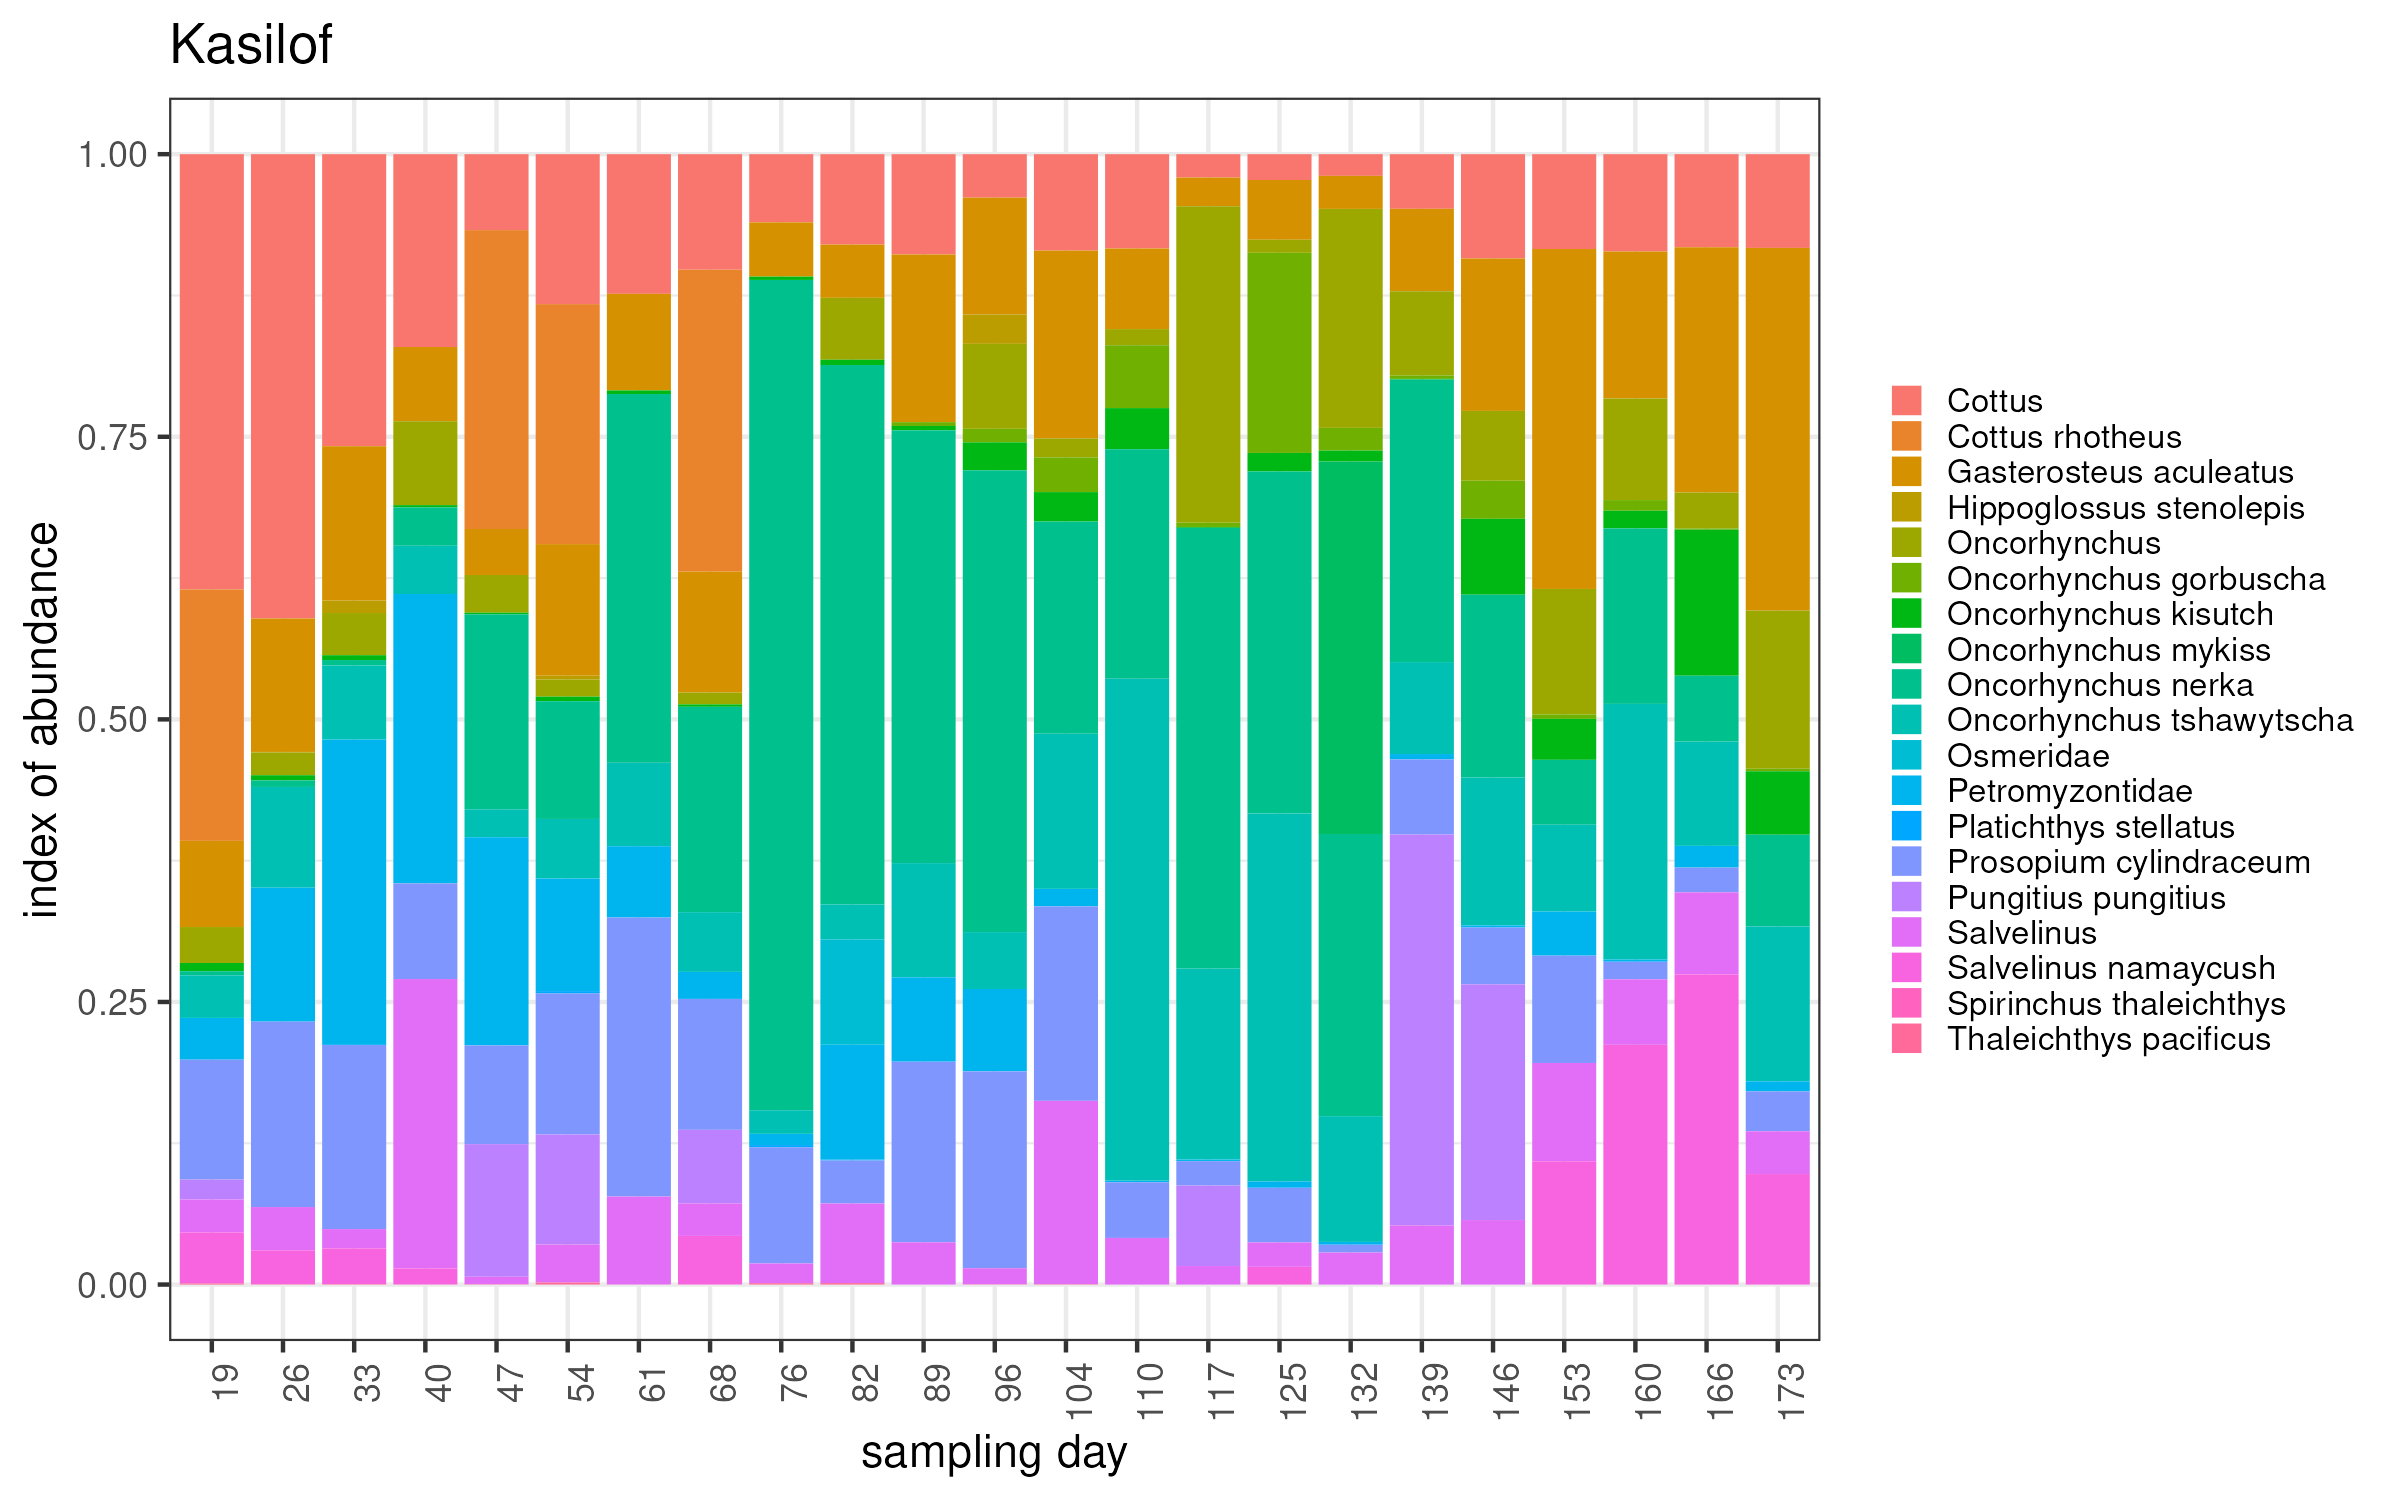 Kasilof
index of abundance
1.00
0.75
0.50
0.25
0.00
19 26 33 40 47 54 61 68 76 82 89 96 104 110 117 125 132 139 146 153 160 166 173
sampling day
Cottus
Cottus rhotheus
Gasterosteus aculeatus
Hippoglossus stenolepis
Oncorhynchus
Oncorhynchus gorbuscha
Oncorhynchus kisutch
Oncorhynchus mykiss
Oncorhynchus nerka
Oncorhynchus tshawytscha
Osmeridae
Petromyzontidae
Platichthys stellatus
Prosopium cylindraceum
Pungitius pungitius
Salvelinus
Salvelinus namaycush
Spirinchus thaleichthys
Thaleichthys pacificus